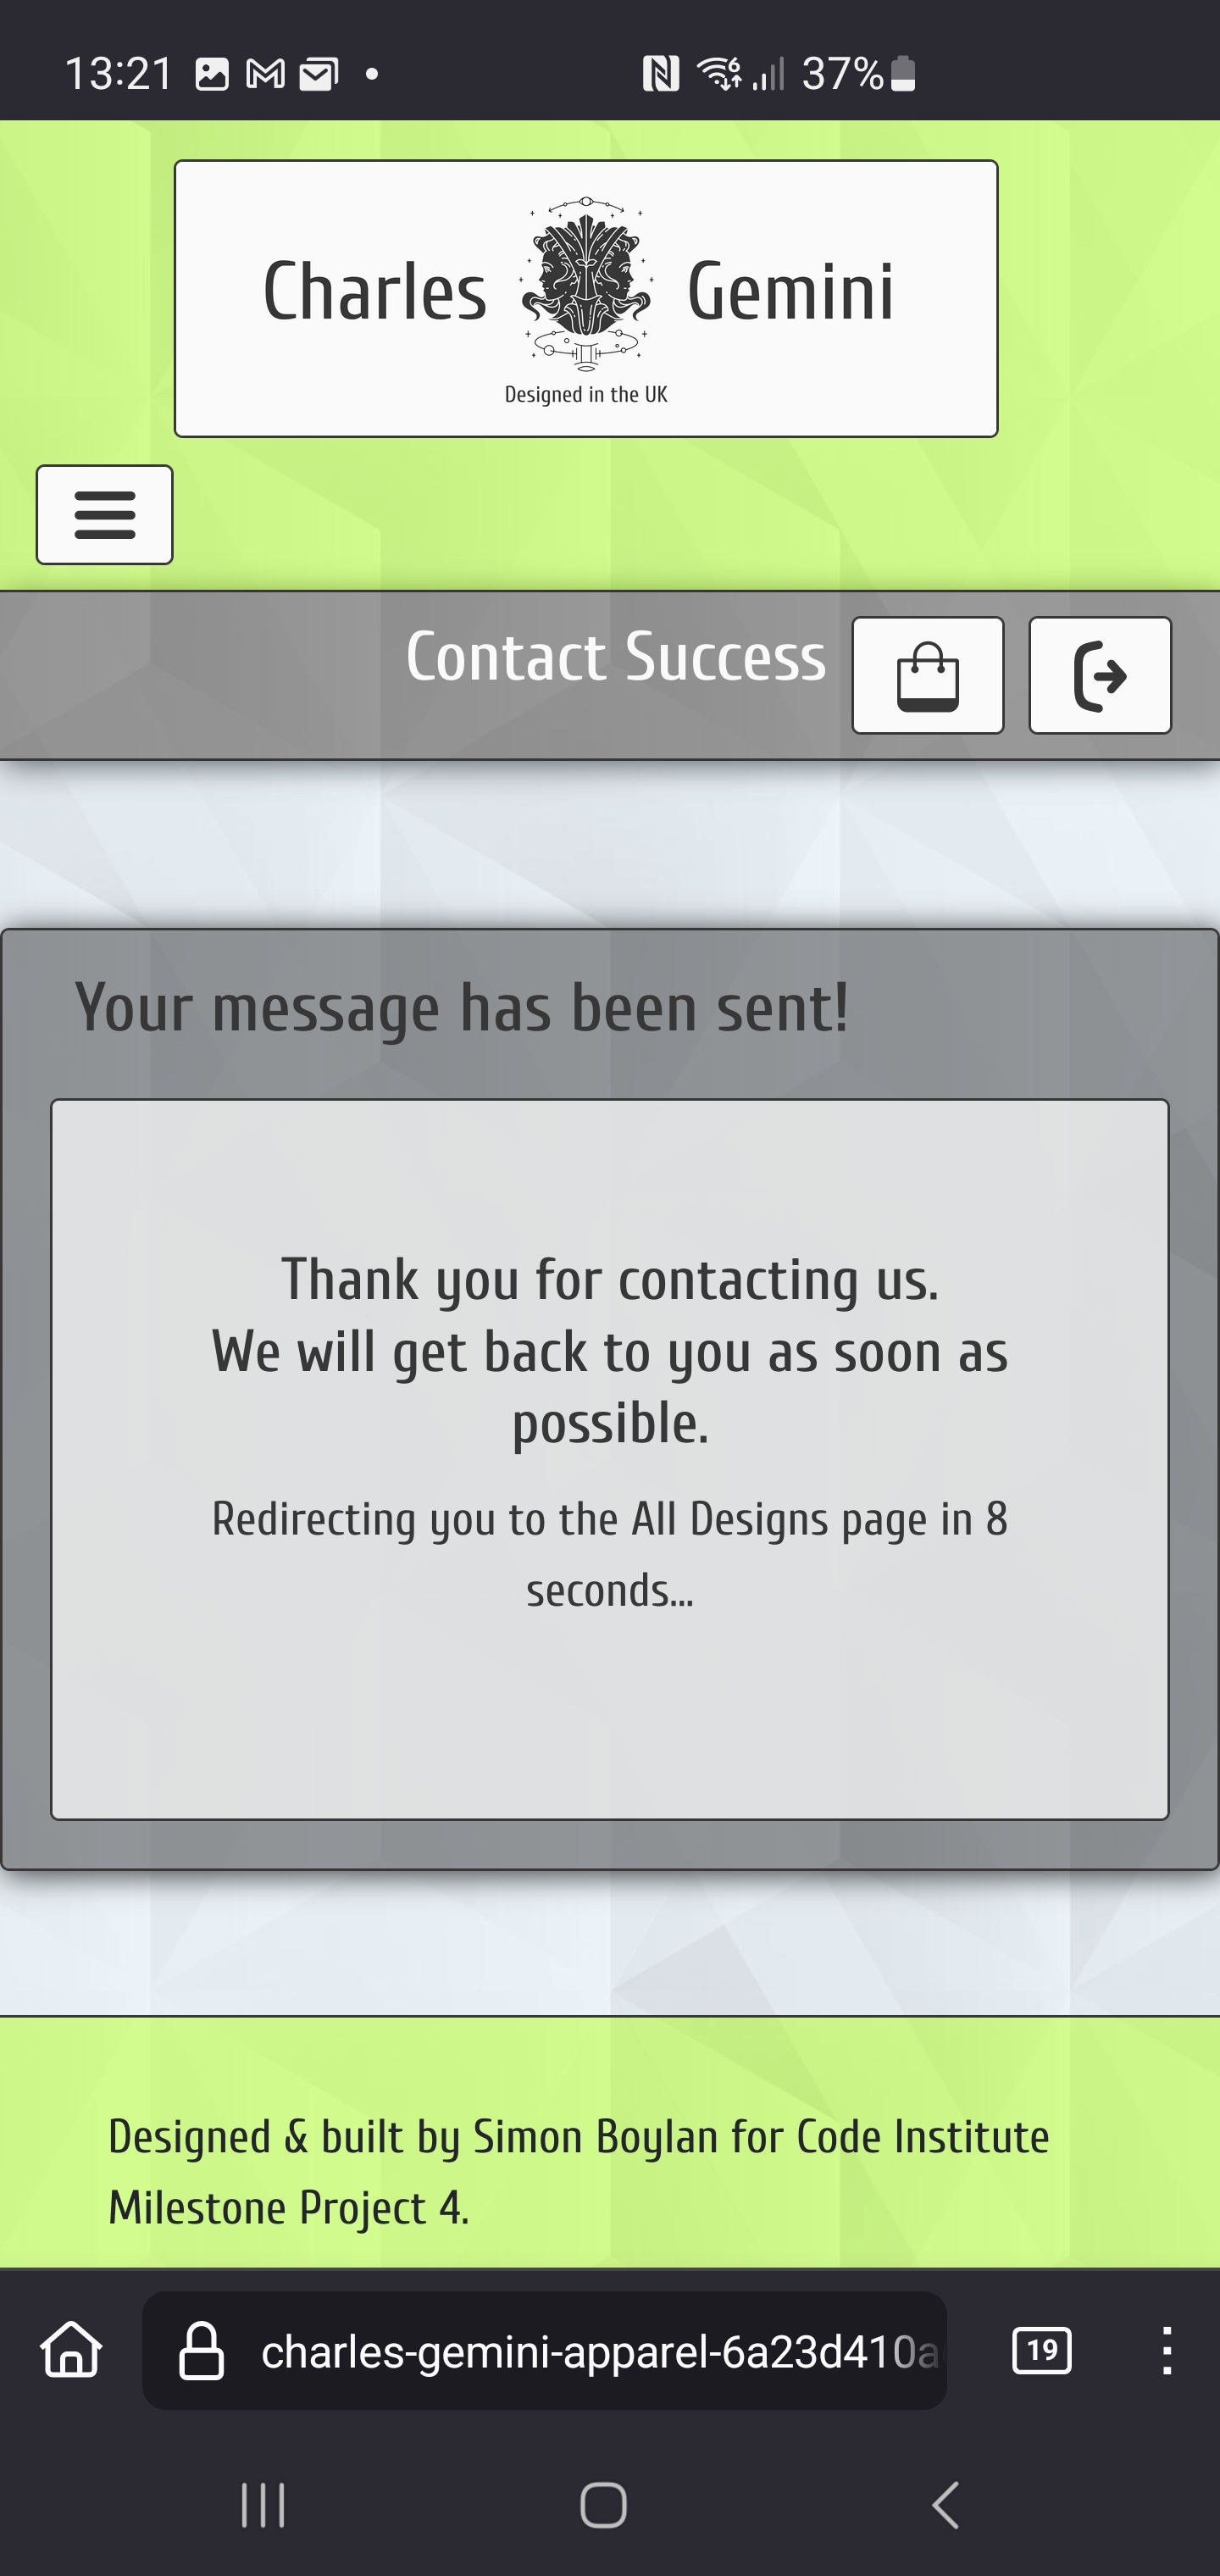 13:21
37%
Charles Gemini
Designed in the UK
Contact Success
Your message has been sent!
Thank you for contacting us.
We will get back to you as soon as
possible.
Redirecting you to the All Designs page in 8
seconds...
Designed & built by Simon Boylan for Code Institute
Milestone Project 4.
charles-gemini-apparel-6a23d410a
19